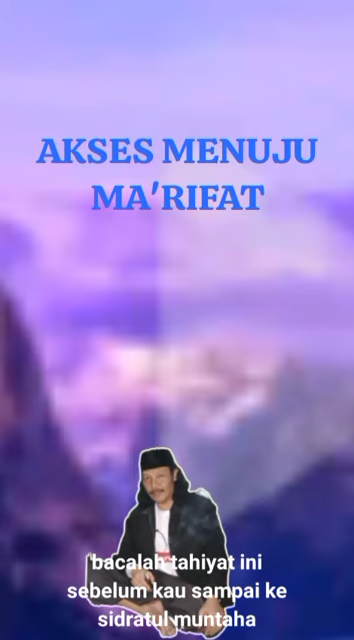 AKSES MENUJU
MA'RIFAT
bacalah tahiyat ini
sebelum kau sampai ke
sidratul muntaha